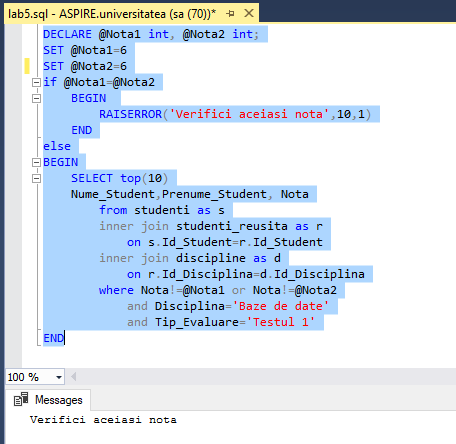 lab5.sql - ASPIRE.universitatea (sa (70))*
DECLARE @Nota1 int, @Nota2 int;
SET @Nota1=6
SET @Nota2=6
if @Nota1=@Nota2
BEGIN
RAISERROR('Verifici aceiasi nota',10,1)
END
else
BEGIN
SELECT top(10)
Nume_Student,Prenume_Student, Nota
from studenti as s
inner join studenti_reusita as r
on s.Id_Student=r.Id_Student
inner join discipline as d
on r.Id_Disciplina=d.Id_Disciplina
where Nota!=@Nota1 or Nota!=@Nota2
and Disciplina='Baze de date'
and Tip_Evaluare='Testul 1'
END
100 %
Messages
Verifici aceiasi nota